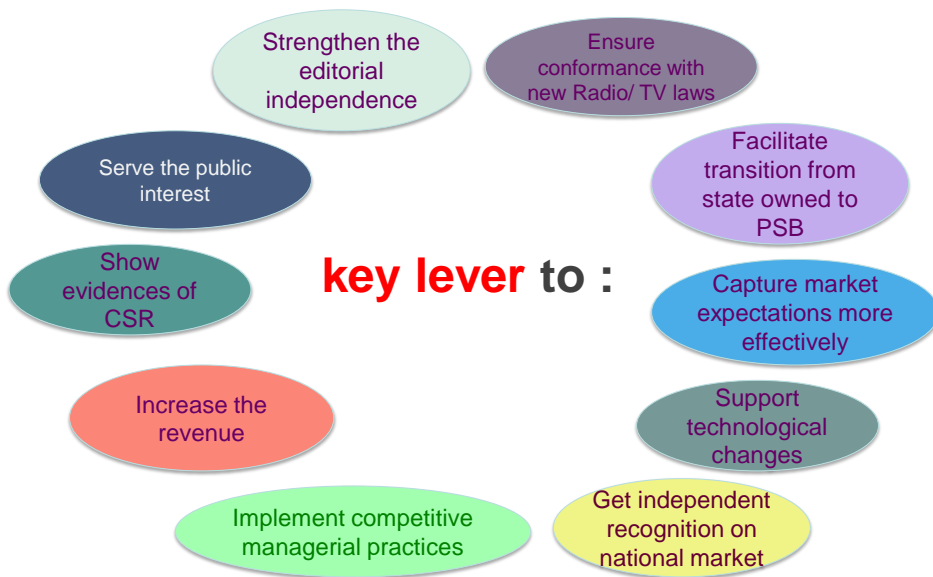 Strengthen the
editorial
independence
Ensure
conformance with
new Radio/ TV laws
Serve the public
interest
Facilitate
transition from
state owned to
PSB
Show
evidences of
CSR
key lever to :
Capture market
expectations more
effectively
Increase the
revenue
Support
technological
changes
Implement competitive
managerial practices
Get independent
recognition on
national market